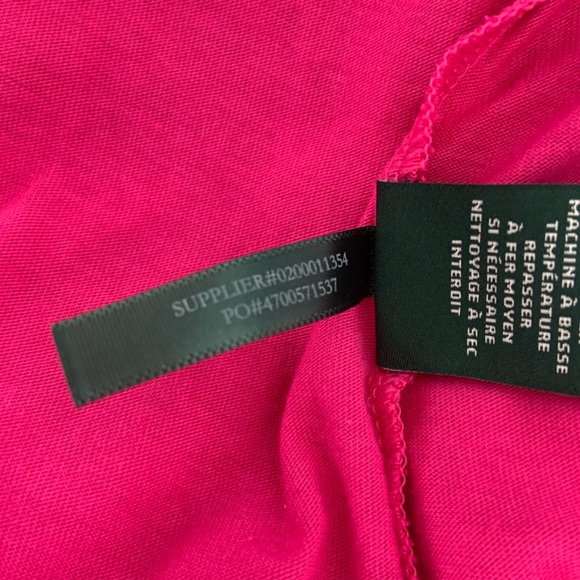 SUPPLIER#0200011354
PO#4700571537
MACHINE À BASSE
TEMPÉRATURE
REPASSER
À FER MOYEN
SI NÉCESSAIRE
NETTOYAGE À SEC
INTERDIT